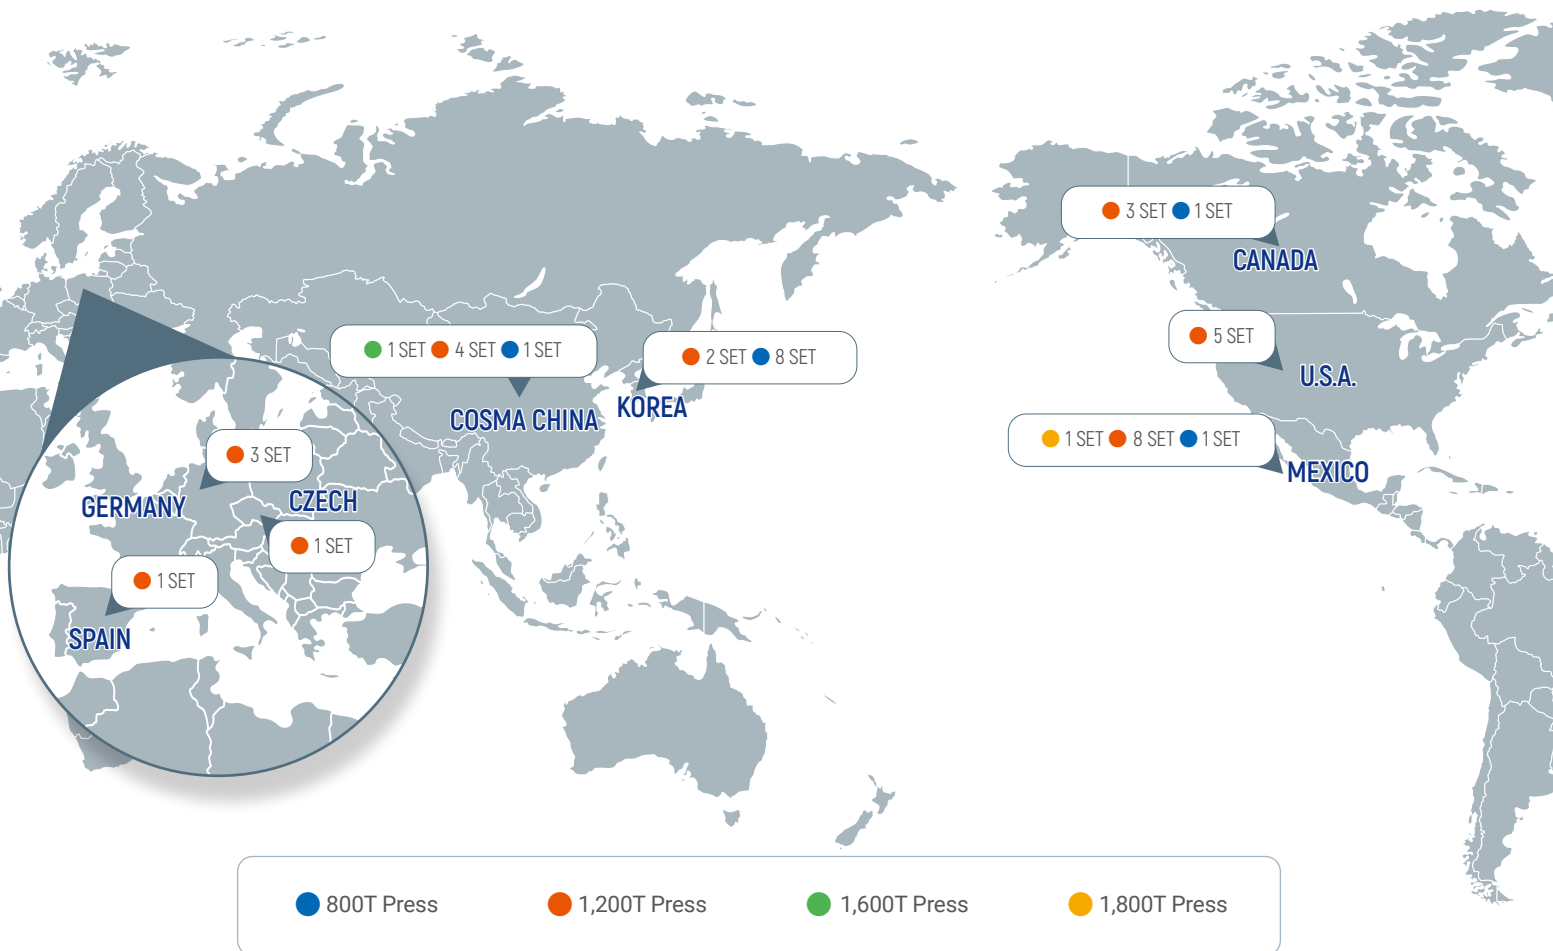 3 SET 1 SET
CANADA
5 SET
U.S.A.
1 SET 4 SET 1 SET
COSMA CHINA
2 SET 8 SET
KOREA
1 SET 8 SET 1 SET
MEXICO
3 SET
GERMANY
CZECH
1 SET
1 SET
SPAIN
800T Press 1,200T Press 1,600T Press 1,800T Press